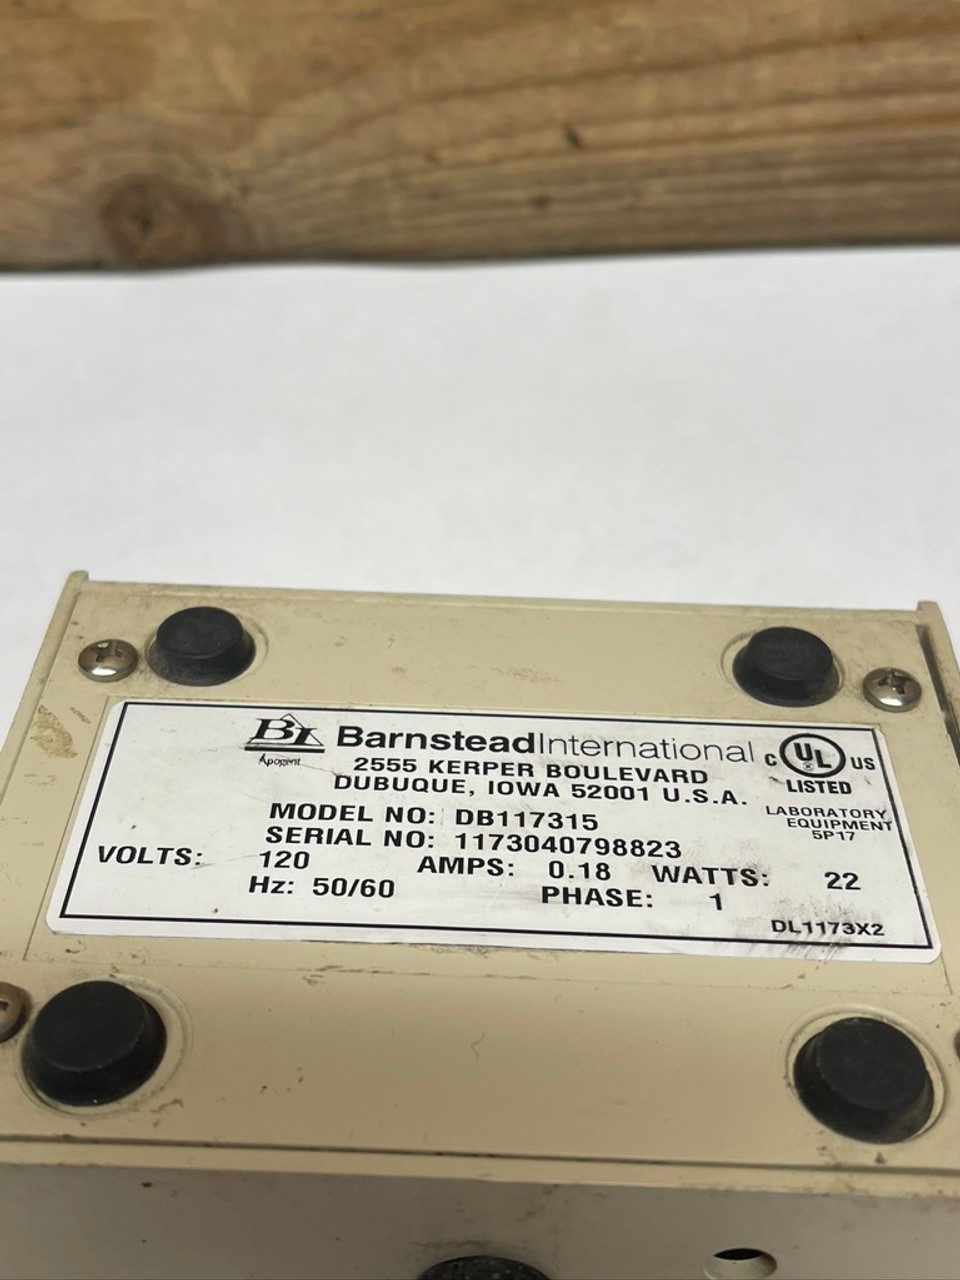 BI BarnsteadInternational
Apogent
2555 KERPER BOULEVARD
DUBUQUE, IOWA 52001 U.S.A.
C UL US
®
LISTED
LABORATORY
EQUIPMENT
5P17
MODEL NO: DB117315
SERIAL NO: 1173040798823
VOLTS: 120 AMPS: 0.18 WATTS: 22
Hz: 50/60 PHASE: 1
DL1173X2